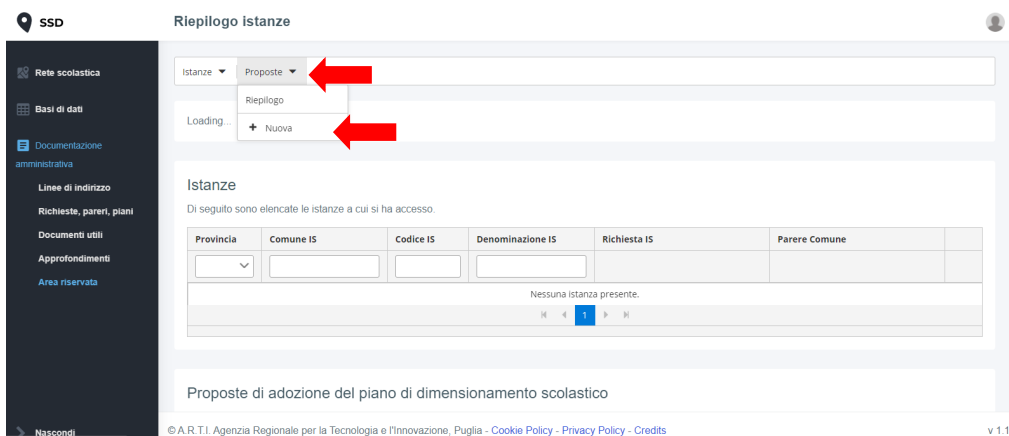 SSD
Riepilogo istanze
Rete scolastica
Basi di dati
Documentazione
amministrativa
Linee di indirizzo
Richieste, pareri, piani
Documenti utili
Approfondimenti
Area riservata
Nascondi
Istanze
Proposte
Riepilogo
+ Nuova
Loading...
Istanze
Di seguito sono elencate le istanze a cui si ha accesso.
Provincia Comune IS Codice IS Denominazione IS Richiesta IS Parere Comune
Nessuna istanza presente.
1
Proposte di adozione del piano di dimensionamento scolastico
© A.R.T.I. Agenzia Regionale per la Tecnologia e l'Innovazione, Puglia - Cookie Policy - Privacy Policy - Credits
v 1.1